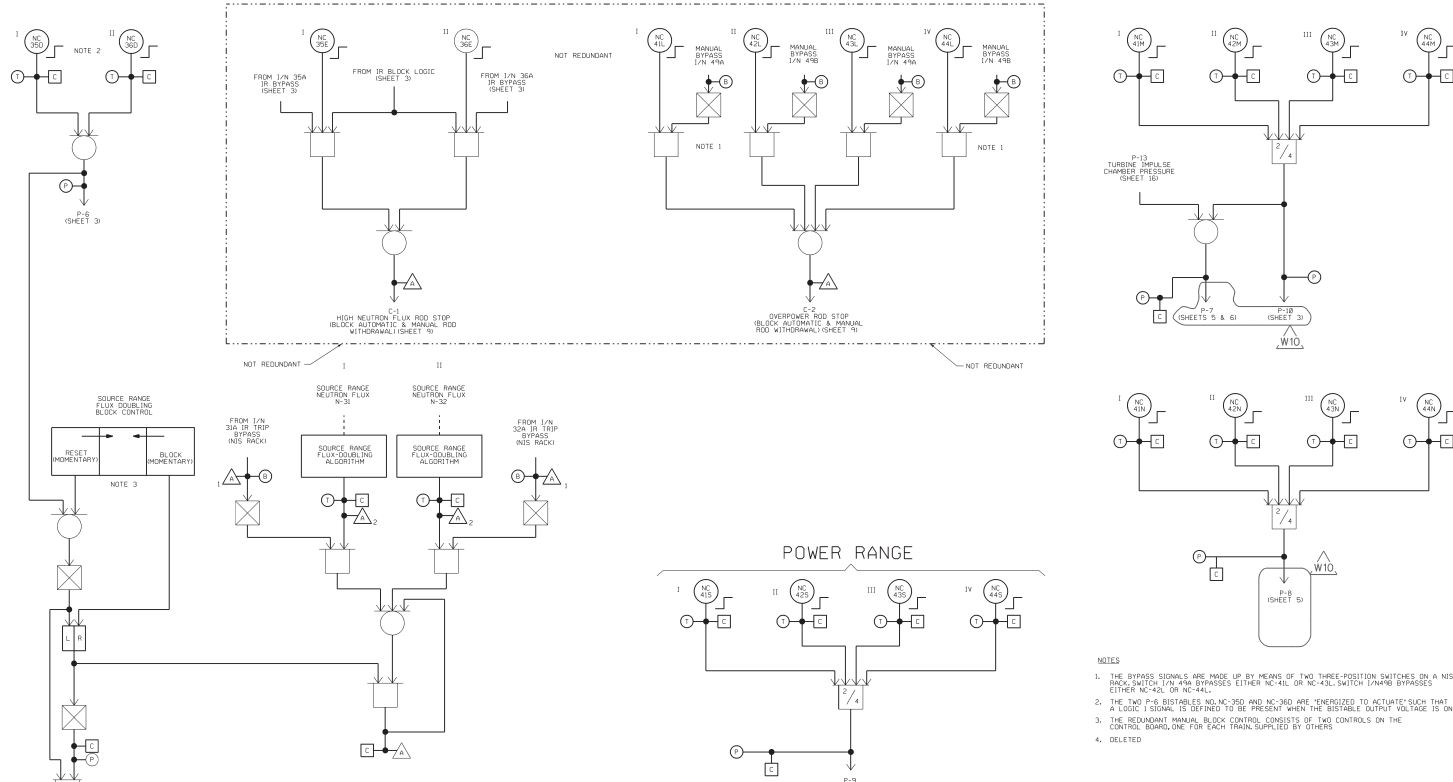 I
NC
35D
NOTE 2
II
NC
36D
T
C
T
C
P
P-6
(SHEET 3)
I
NC
35E
II
NC
36E
NOT REDUNDANT
FROM I/N 35A
IR BYPASS
(SHEET 3)
FROM IR BLOCK LOGIC
(SHEET 3)
FROM I/N 36A
IR BYPASS
(SHEET 3)
A
C-1
HIGH NEUTRON FLUX ROD STOP
(BLOCK AUTOMATIC & MANUAL ROD
WITHDRAWAL) (SHEET 9)
I
NC
41L
MANUAL
BYPASS
I/N 49A
B
II
NC
42L
MANUAL
BYPASS
I/N 49B
B
III
NC
43L
MANUAL
BYPASS
I/N 49A
B
IV
NC
44L
MANUAL
BYPASS
I/N 49B
B
NOTE 1
NOTE 1
A
C-2
OVERPOWER ROD STOP
(BLOCK AUTOMATIC & MANUAL
ROD WITHDRAWAL) (SHEET 9)
NOT REDUNDANT
NOT REDUNDANT
I
NC
41M
II
NC
42M
III
NC
43M
IV
NC
44M
T
C
T
C
T
C
T
C
2/4
P-13
TURBINE IMPULSE
CHAMBER PRESSURE
(SHEET 16)
P
P
C
P-7
(SHEETS 5 & 6)
P-10
(SHEET 3)
W10
SOURCE RANGE
FLUX DOUBLING
BLOCK CONTROL
RESET
(MOMENTARY)
BLOCK
(MOMENTARY)
NOTE 3
L
R
C
P
FROM I/N
31A IR TRIP
BYPASS
(NIS RACK)
A
B
1
I
SOURCE RANGE
NEUTRON FLUX
N-31
SOURCE RANGE
FLUX-DOUBLING
ALGORITHM
T
C
A
2
II
SOURCE RANGE
NEUTRON FLUX
N-32
SOURCE RANGE
FLUX-DOUBLING
ALGORITHM
T
C
A
2
FROM I/N
32A IR TRIP
BYPASS
(NIS RACK)
B
A
1
C
A
POWER RANGE
I
NC
41S
II
NC
42S
III
NC
43S
IV
NC
44S
T
C
T
C
T
C
T
C
2/4
P
C
P-9
I
NC
41N
II
NC
42N
III
NC
43N
IV
NC
44N
T
C
T
C
T
C
T
C
2/4
P
C
W10
P-8
(SHEET 5)
NOTES
1. THE BYPASS SIGNALS ARE MADE UP BY MEANS OF TWO THREE-POSITION SWITCHES ON A NIS
RACK. SWITCH I/N 49A BYPASSES EITHER NC-41L OR NC-43L. SWITCH I/N49B BYPASSES
EITHER NC-42L OR NC-44L.
2. THE TWO P-6 BISTABLES NO. NC-35D AND NC-36D ARE "ENERGIZED TO ACTUATE" SUCH THAT
A LOGIC 1 SIGNAL IS DEFINED TO BE PRESENT WHEN THE BISTABLE OUTPUT VOLTAGE IS ON
3. THE REDUNDANT MANUAL BLOCK CONTROL CONSISTS OF TWO CONTROLS ON THE
CONTROL BOARD, ONE FOR EACH TRAIN. SUPPLIED BY OTHERS
4. DELETED